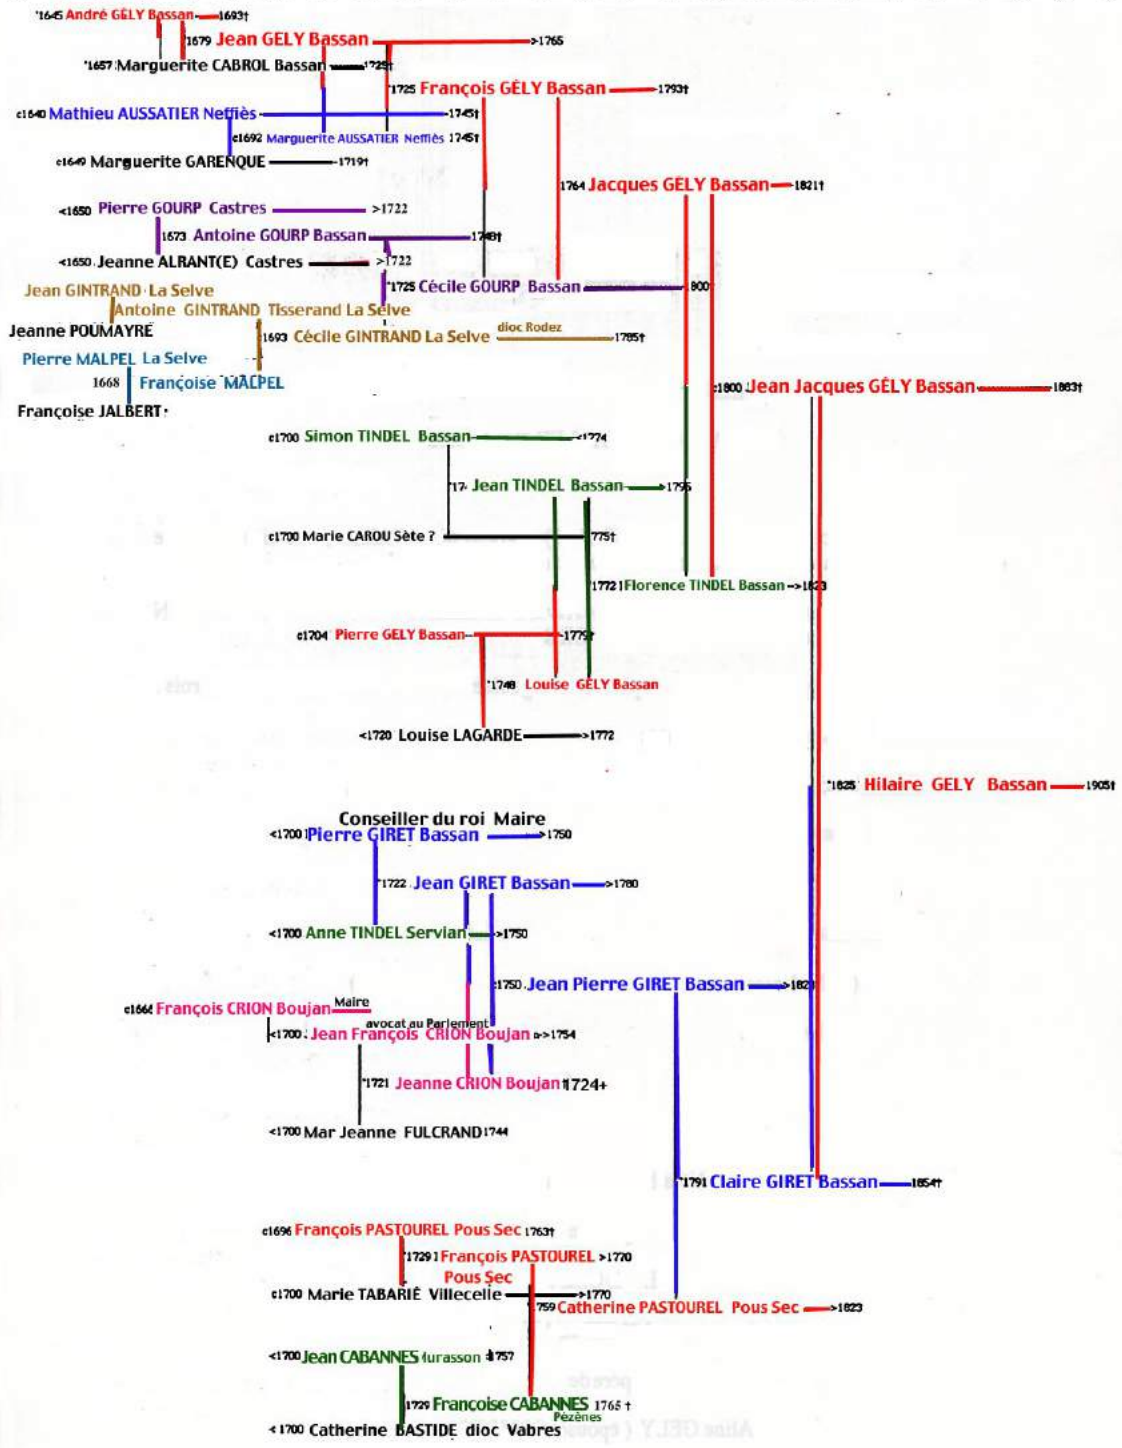 °1645 André GÉLY Bassan 1693†
°1679 Jean GELY Bassan >1765
°1657 Marguerite CABROL Bassan 1729†
°1725 François GÉLY Bassan 1793†
c1640 Mathieu AUSSATIER Neffiès 1745†
c1692 Marguerite AUSSATIER Neffiès 1745†
c1649 Marguerite GARENQUE 1719†
1764 Jacques GELY Bassan 1821†
<1650 Pierre GOURP Castres >1722
1673 Antoine GOURP Bassan 1748†
<1650 Jeanne ALRANT(E) Castres >1722
°1725 Cécile GOURP Bassan 1800
Jean GINTRAND La Selve
Antoine GINTRAND Tisserand La Selve
Jeanne POUMAYRE
1693 Cécile GINTRAND La Selve dioc Rodez 1785†
Pierre MALPEL La Selve
1668 Françoise MALPEL
c1800 Jean Jacques GÉLY Bassan 1883†
Françoise JALBERT
c1700 Simon TINDEL Bassan <1774
°17 Jean TINDEL Bassan >1795
c1700 Marie CAROU Sète ? 775†
1772 Florence TINDEL Bassan >1823
c1704 Pierre GELY Bassan 1779†
°1748 Louise GÉLY Bassan
<1720 Louise LAGARDE >1772
°1825 Hilaire GELY Bassan 1905†
Conseiller du roi Maire
<1700 Pierre GIRET Bassan >1750
°1722 Jean GIRET Bassan >1780
<1700 Anne TINDEL Servian >1750
1750 Jean Pierre GIRET Bassan
François CRION Boujan Maire
avocat au Parlement
<1700 Jean François CRION Boujan >1754
°1721 Jeanne CRION Boujan 1724+
<1700 Mar Jeanne FULCRAND 1744
°1791 Claire GIRET Bassan 1854†
c1696 François PASTOUREL Pous Sec 1763†
°1729 François PASTOUREL >1770
Pous Sec
c1700 Marie TABARIÉ Villecelle >1770
759 Catherine PASTOUREL Pous Sec >1823
<1700 Jean CABANNES urasson 1757
1729 Francoise CABANNES 1765 †
Pézènes
<1700 Catherine BASTIDE dioc Vabres